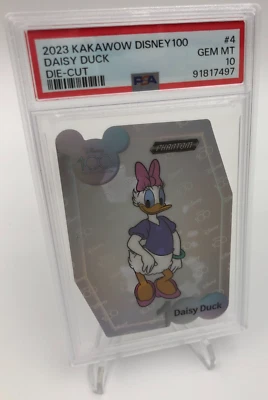 2023 KAKAWOW DISNEY100 #4
DAISY DUCK GEM MT
DIE-CUT 10
PSA 91817497
PHANTOM
Daisy Duck